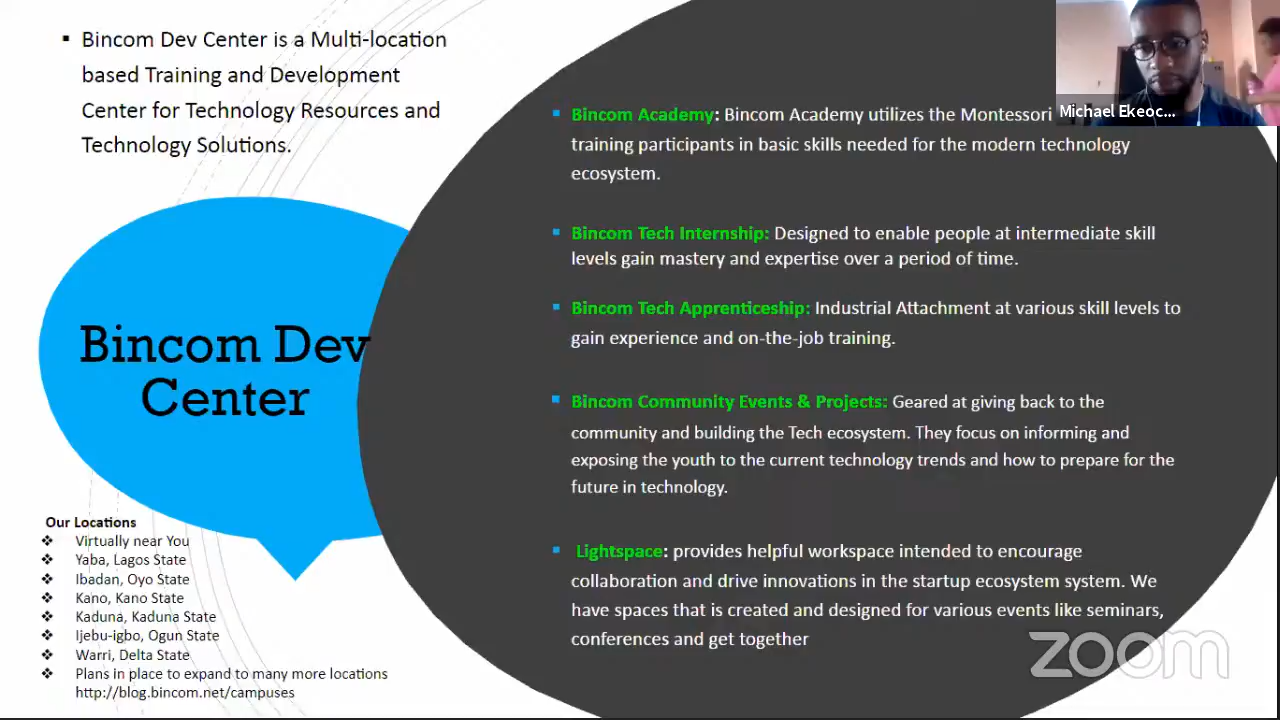 Bincom Dev Center is a Multi-location
based Training and Development
Center for Technology Resources and
Technology Solutions.
Bincom Dev
Center
Our Locations
Virtually near You
Yaba, Lagos State
Ibadan, Oyo State
Kano, Kano State
Kaduna, Kaduna State
Ijebu-igbo, Ogun State
Warri, Delta State
Plans in place to expand to many more locations
http://blog.bincom.net/campuses
Bincom Academy: Bincom Academy utilizes the Montessori
training participants in basic skills needed for the modern technology
ecosystem.
Bincom Tech Internship: Designed to enable people at intermediate skill
levels gain mastery and expertise over a period of time.
Bincom Tech Apprenticeship: Industrial Attachment at various skill levels to
gain experience and on-the-job training.
Bincom Community Events & Projects: Geared at giving back to the
community and building the Tech ecosystem. They focus on informing and
exposing the youth to the current technology trends and how to prepare for the
future in technology.
Lightspace: provides helpful workspace intended to encourage
collaboration and drive innovations in the startup ecosystem system. We
have spaces that is created and designed for various events like seminars,
conferences and get together
Michael Ekeoc...
zoom